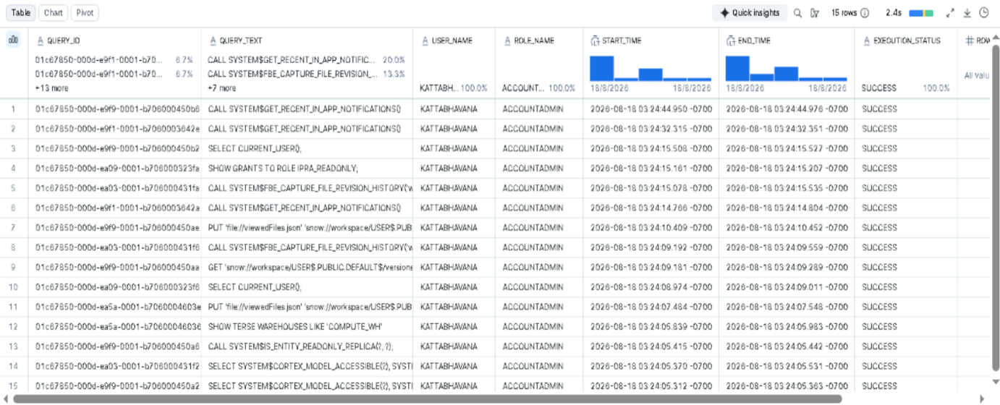 Table Chart Pivot Quick insights 15 rows 2.4s
QUERY_ID QUERY_TEXT USER_NAME ROLE_NAME START_TIME END_TIME EXECUTION_STATUS ROW
01c67850-000d-e9f1-0001-b70... 6.7% CALL SYSTEM$GET_RECENT_IN_APP_NOTIFIC... 20.0%
01c67850-000d-e9f1-0001-b70... 6.7% CALL SYSTEM$FBE_CAPTURE_FILE_REVISION_... 13.3% All valu
+13 more +7 more KATTABH... 100.0% ACCOUNT... 100.0% 18/8/2026 18/8/2026 18/8/2026 18/8/2026 SUCCESS 100.0%
1 01c67850-000d-e9f9-0001-b706000450b6 CALL SYSTEM$GET_RECENT_IN_APP_NOTIFICATIONS() KATTABHAVANA ACCOUNTADMIN 2026-08-18 03:24:44.950 -0700 2026-08-18 03:24:44.976 -0700 SUCCESS
2 01c67850-000d-e9f1-0001-b7060003642e CALL SYSTEM$GET_RECENT_IN_APP_NOTIFICATIONS() KATTABHAVANA ACCOUNTADMIN 2026-08-18 03:24:32.315 -0700 2026-08-18 03:24:32.351 -0700 SUCCESS
3 01c67850-000d-e9f9-0001-b706000450b2 SELECT CURRENT_USER(); KATTABHAVANA ACCOUNTADMIN 2026-08-18 03:24:15.508 -0700 2026-08-18 03:24:15.527 -0700 SUCCESS
4 01c67850-000d-ea09-0001-b706000323fa SHOW GRANTS TO ROLE IPRA_READONLY; KATTABHAVANA ACCOUNTADMIN 2026-08-18 03:24:15.161 -0700 2026-08-18 03:24:15.207 -0700 SUCCESS
5 01c67850-000d-ea03-0001-b706000431fa CALL SYSTEM$FBE_CAPTURE_FILE_REVISION_HISTORY('w KATTABHAVANA ACCOUNTADMIN 2026-08-18 03:24:15.078 -0700 2026-08-18 03:24:15.535 -0700 SUCCESS
6 01c67850-000d-e9f1-0001-b7060003642a CALL SYSTEM$GET_RECENT_IN_APP_NOTIFICATIONS() KATTABHAVANA ACCOUNTADMIN 2026-08-18 03:24:14.766 -0700 2026-08-18 03:24:14.804 -0700 SUCCESS
7 01c67850-000d-e9f9-0001-b706000450ae PUT 'file://viewedFiles.json' 'snow://workspace/USER$.PUB KATTABHAVANA ACCOUNTADMIN 2026-08-18 03:24:10.409 -0700 2026-08-18 03:24:10.452 -0700 SUCCESS
8 01c67850-000d-ea03-0001-b706000431f6 CALL SYSTEM$FBE_CAPTURE_FILE_REVISION_HISTORY('w KATTABHAVANA ACCOUNTADMIN 2026-08-18 03:24:09.192 -0700 2026-08-18 03:24:09.559 -0700 SUCCESS
9 01c67850-000d-e9f9-0001-b706000450aa GET 'snow://workspace/USER$.PUBLIC.DEFAULT$/versions KATTABHAVANA ACCOUNTADMIN 2026-08-18 03:24:09.181 -0700 2026-08-18 03:24:09.289 -0700 SUCCESS
10 01c67850-000d-ea09-0001-b706000323f6 SELECT CURRENT_USER(); KATTABHAVANA ACCOUNTADMIN 2026-08-18 03:24:08.974 -0700 2026-08-18 03:24:09.011 -0700 SUCCESS
11 01c67850-000d-ea5a-0001-b7060004603e PUT 'file://viewedFiles.json' 'snow://workspace/USER$.PUB KATTABHAVANA ACCOUNTADMIN 2026-08-18 03:24:07.484 -0700 2026-08-18 03:24:07.548 -0700 SUCCESS
12 01c67850-000d-ea5a-0001-b70600046036 SHOW TERSE WAREHOUSES LIKE 'COMPUTE_WH' KATTABHAVANA ACCOUNTADMIN 2026-08-18 03:24:05.839 -0700 2026-08-18 03:24:05.983 -0700 SUCCESS
13 01c67850-000d-e9f9-0001-b706000450a6 CALL SYSTEM$IS_ENTITY_READONLY_REPLICA(?, ?); KATTABHAVANA ACCOUNTADMIN 2026-08-18 03:24:05.415 -0700 2026-08-18 03:24:05.442 -0700 SUCCESS
14 01c67850-000d-ea03-0001-b706000431f2 SELECT SYSTEM$CORTEX_MODEL_ACCESSIBLE(?), SYSTI KATTABHAVANA ACCOUNTADMIN 2026-08-18 03:24:05.370 -0700 2026-08-18 03:24:05.531 -0700 SUCCESS
15 01c67850-000d-e9f9-0001-b706000450a2 SELECT SYSTEM$CORTEX_MODEL_ACCESSIBLE(?), SYSTI KATTABHAVANA ACCOUNTADMIN 2026-08-18 03:24:05.312 -0700 2026-08-18 03:24:05.363 -0700 SUCCESS